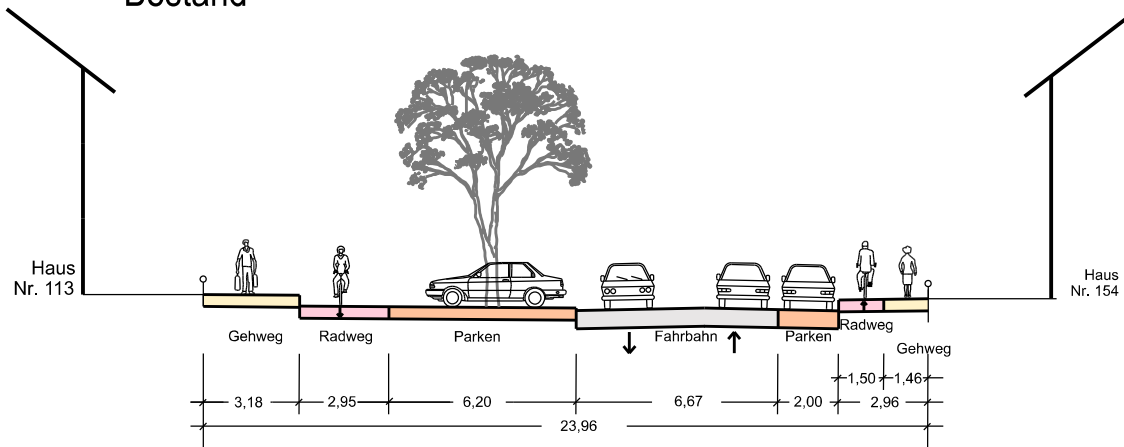 Bestand
Haus
Nr. 113
Haus
Nr. 154
Gehweg
Radweg
Parken
Fahrbahn
Parken
Radweg
Gehweg
1,50
1,46
3,18
2,95
6,20
6,67
2,00
2,96
23,96